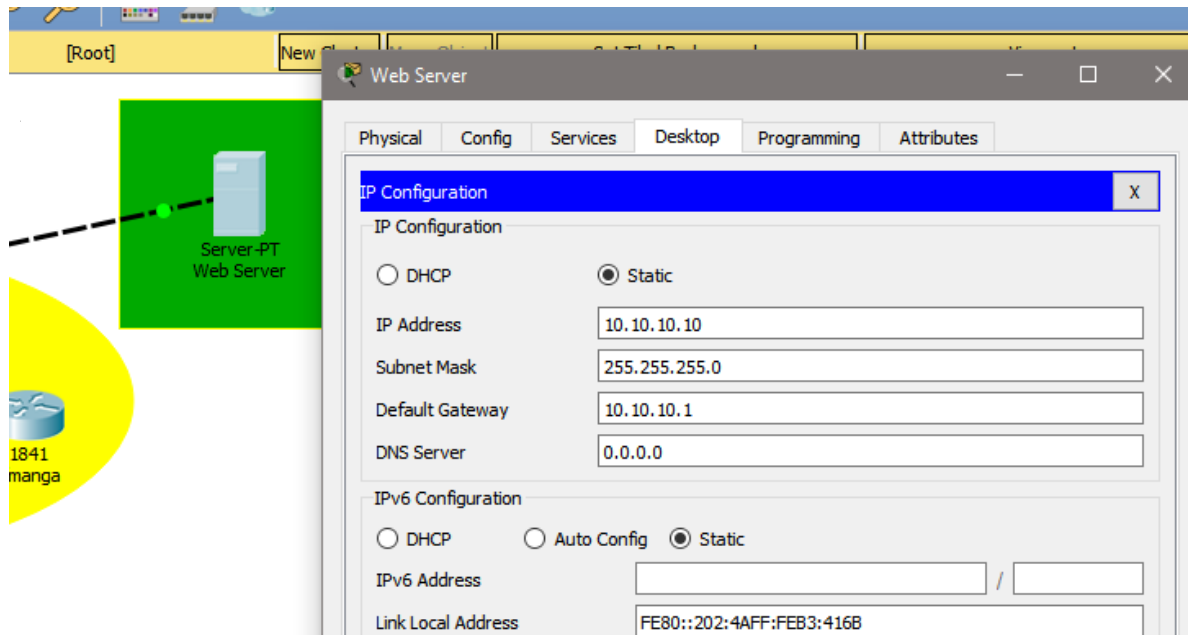 [Root]
New
Web Server
Physical Config Services Desktop Programming Attributes
IP Configuration X
IP Configuration
DHCP Static
IP Address 10.10.10.10
Subnet Mask 255.255.255.0
Default Gateway 10.10.10.1
DNS Server 0.0.0.0
IPv6 Configuration
DHCP Auto Config Static
IPv6 Address /
Link Local Address FE80::202:4AFF:FEB3:416B
Server-PT
Web Server
1841
manga